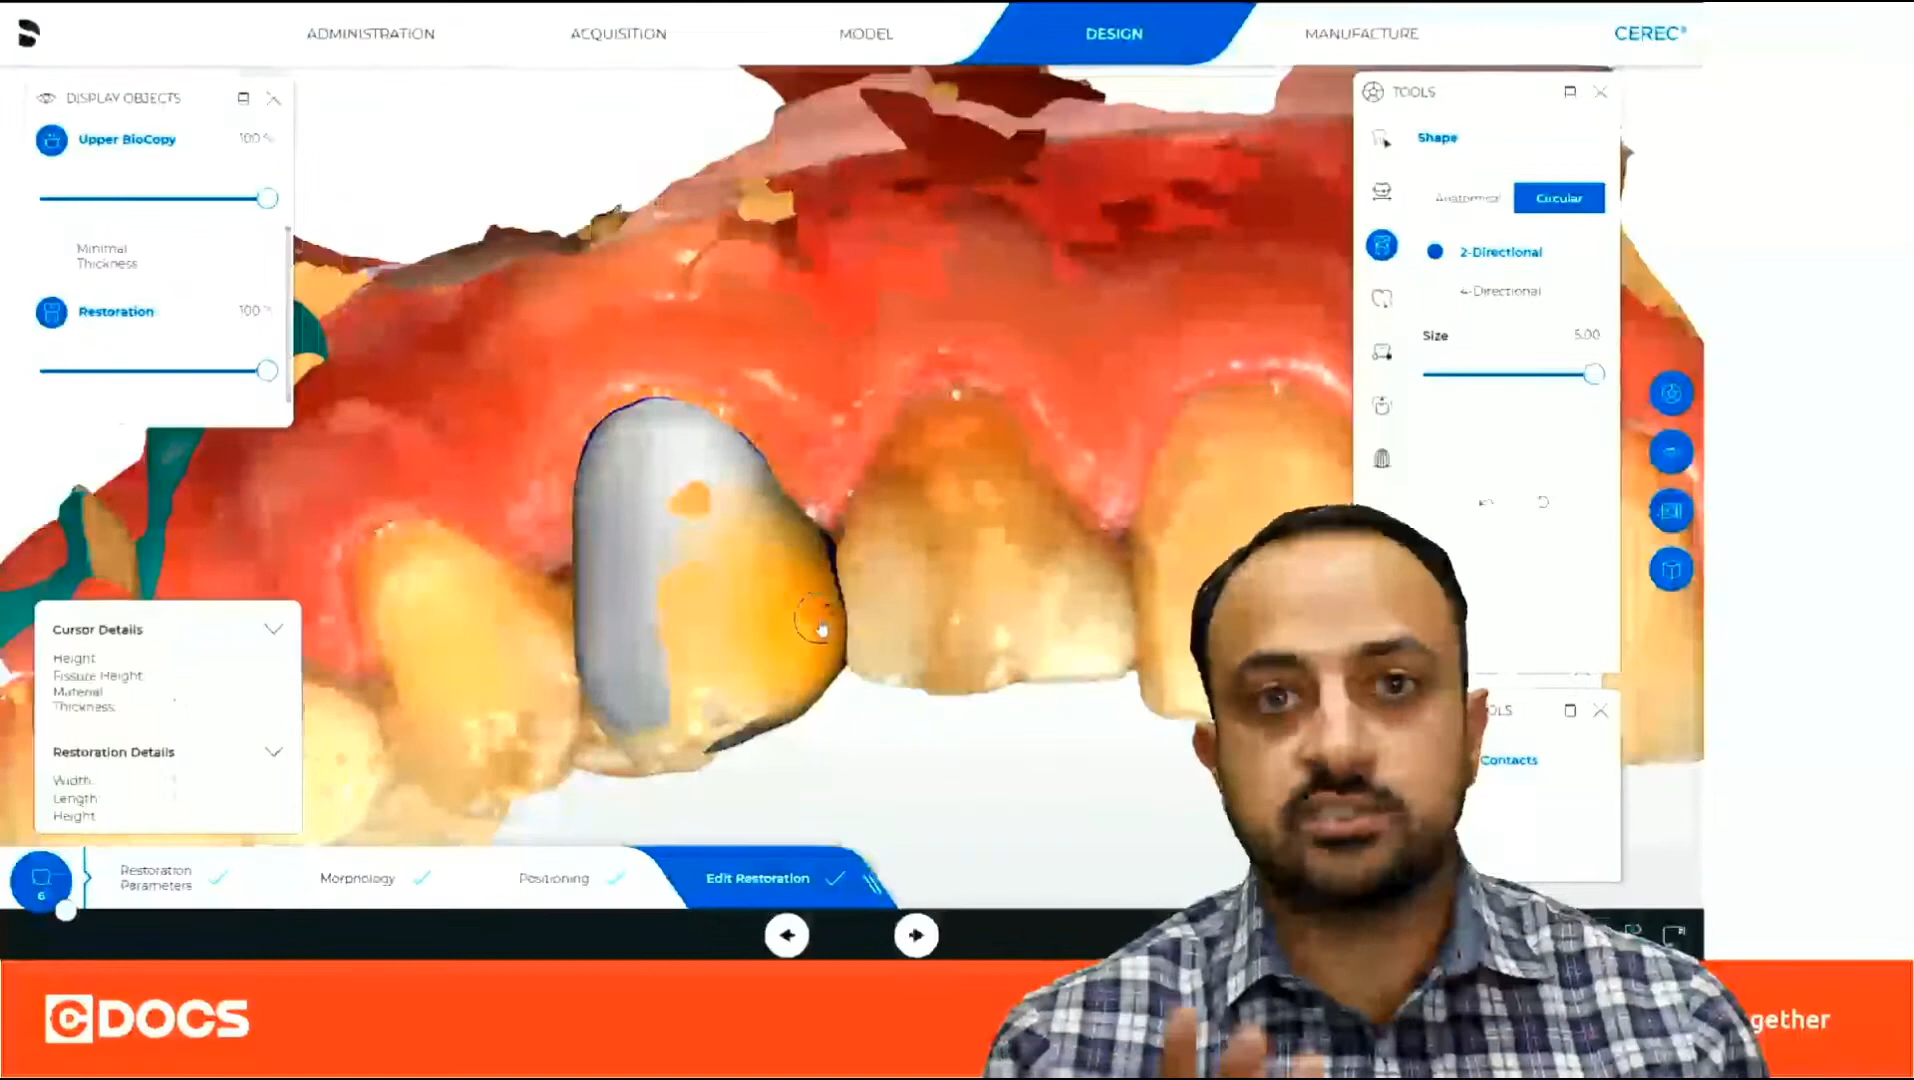 ADMINISTRATION
ACQUISITION
MODEL
DESIGN
MANUFACTURE
CEREC®
DISPLAY OBJECTS
Upper BioCopy
100 %
Minimal
Thickness
Restoration
100 %
TOOLS
Shape
Anatomical
Circular
2-Directional
4-Directional
Size
5.00
Cursor Details
Height
Fissure Height
Material
Thickness
Restoration Details
Width
Length
Height
OLS
Contacts
6
Restoration
Parameters
Morphology
Positioning
Edit Restoration
DOCS
gether